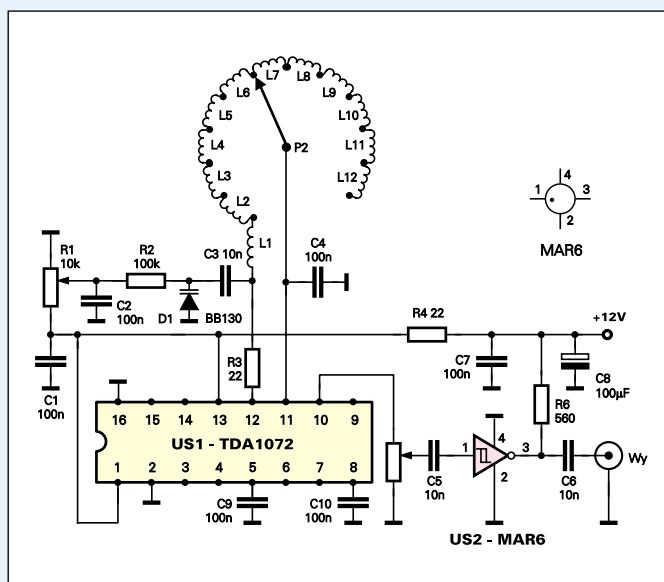 L7
L6
L8
L5
L9
L10
L4
L11
P2
L3
L12
L2
L1
4
1
3
2
MAR6
R1
10k
R2
100k
C3 10n
C4
100n
C2
100n
D1
BB130
R4 22
+12V
R3
22
C1
100n
C7
100n
C8
100µF
R6
560
16
15
14
13
12
11
10
9
US1 - TDA1072
1
2
3
4
5
6
7
8
C5
10n
1
4
3
2
C6
10n
Wy
C9
100n
C10
100n
US2 - MAR6